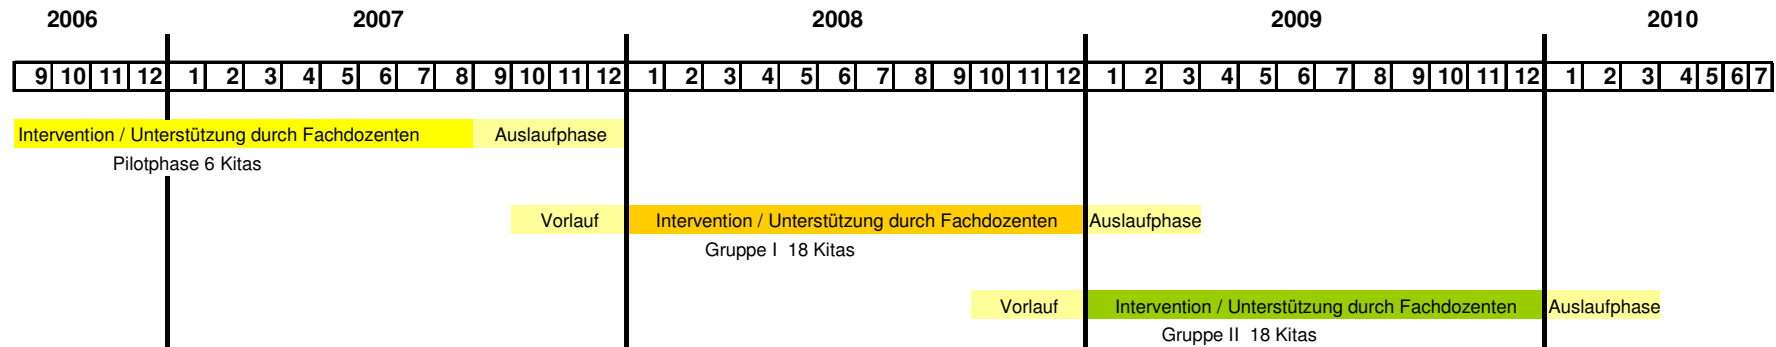 2006 2007 2008 2009 2010
9 10 11 12 1 2 3 4 5 6 7 8 9 10 11 12 1 2 3 4 5 6 7 8 9 10 11 12 1 2 3 4 5 6 7 8 9 10 11 12 1 2 3 4 5 6 7
Intervention / Unterstützung durch Fachdozenten Auslaufphase
Pilotphase 6 Kitas
Vorlauf Intervention / Unterstützung durch Fachdozenten Auslaufphase
Gruppe I 18 Kitas
Vorlauf Intervention / Unterstützung durch Fachdozenten Auslaufphase
Gruppe II 18 Kitas